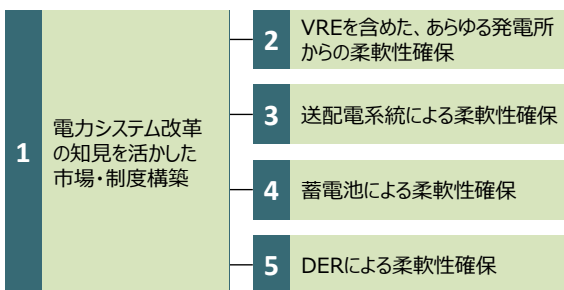 1
電力システム改革
の知見を活かした
市場・制度構築
2
VREを含めた、あらゆる発電所
からの柔軟性確保
3
送配電系統による柔軟性確保
4
蓄電池による柔軟性確保
5
DERによる柔軟性確保